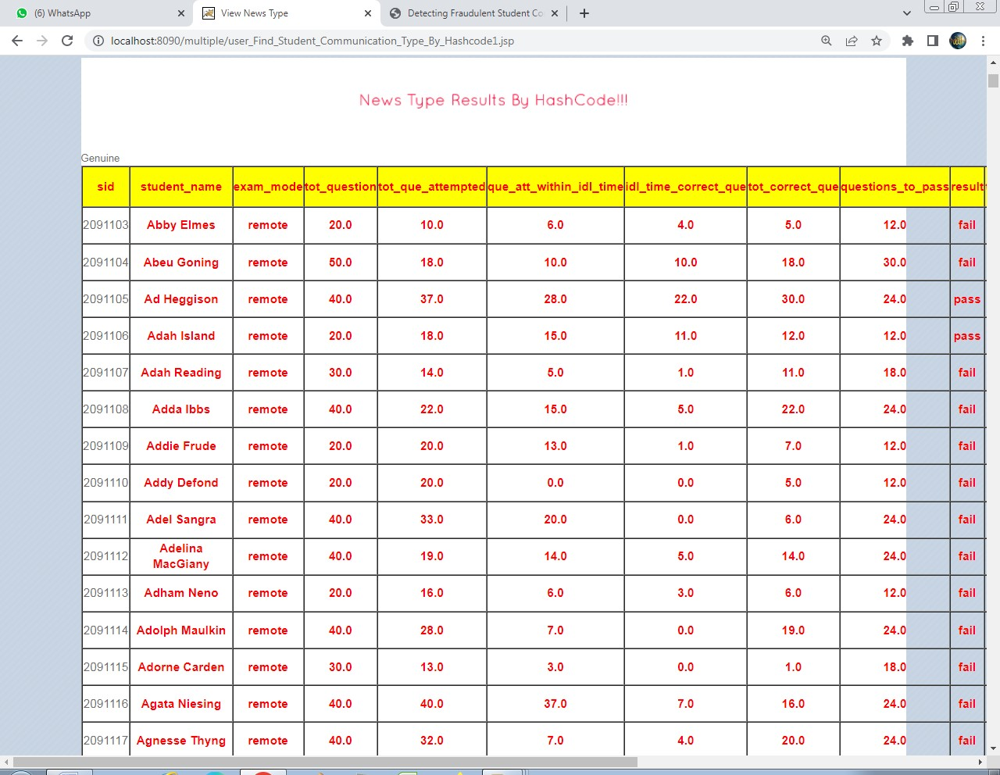 (6) WhatsApp
View News Type
Detecting Fraudulent Student Co
localhost:8090/multiple/user_Find_Student_Communication_Type_By_Hashcode1.jsp
News Type Results By HashCode!!!
Genuine
sid student_name exam_mode tot_question tot_que_attempted que_att_within_idl_time idl_time_correct_que tot_correct_que questions_to_pass result
2091103 Abby Elmes remote 20.0 10.0 6.0 4.0 5.0 12.0 fail
2091104 Abeu Goning remote 50.0 18.0 10.0 10.0 18.0 30.0 fail
2091105 Ad Heggison remote 40.0 37.0 28.0 22.0 30.0 24.0 pass
2091106 Adah Island remote 20.0 18.0 15.0 11.0 12.0 12.0 pass
2091107 Adah Reading remote 30.0 14.0 5.0 1.0 11.0 18.0 fail
2091108 Adda Ibbs remote 40.0 22.0 15.0 5.0 22.0 24.0 fail
2091109 Addie Frude remote 20.0 20.0 13.0 1.0 7.0 12.0 fail
2091110 Addy Defond remote 20.0 20.0 0.0 0.0 5.0 12.0 fail
2091111 Adel Sangra remote 40.0 33.0 20.0 0.0 6.0 24.0 fail
2091112 Adelina MacGiany remote 40.0 19.0 14.0 5.0 14.0 24.0 fail
2091113 Adham Neno remote 20.0 16.0 6.0 3.0 6.0 12.0 fail
2091114 Adolph Maulkin remote 40.0 28.0 7.0 0.0 19.0 24.0 fail
2091115 Adorne Carden remote 30.0 13.0 3.0 0.0 1.0 18.0 fail
2091116 Agata Niesing remote 40.0 40.0 37.0 7.0 16.0 24.0 fail
2091117 Agnesse Thyng remote 40.0 32.0 7.0 4.0 20.0 24.0 fail